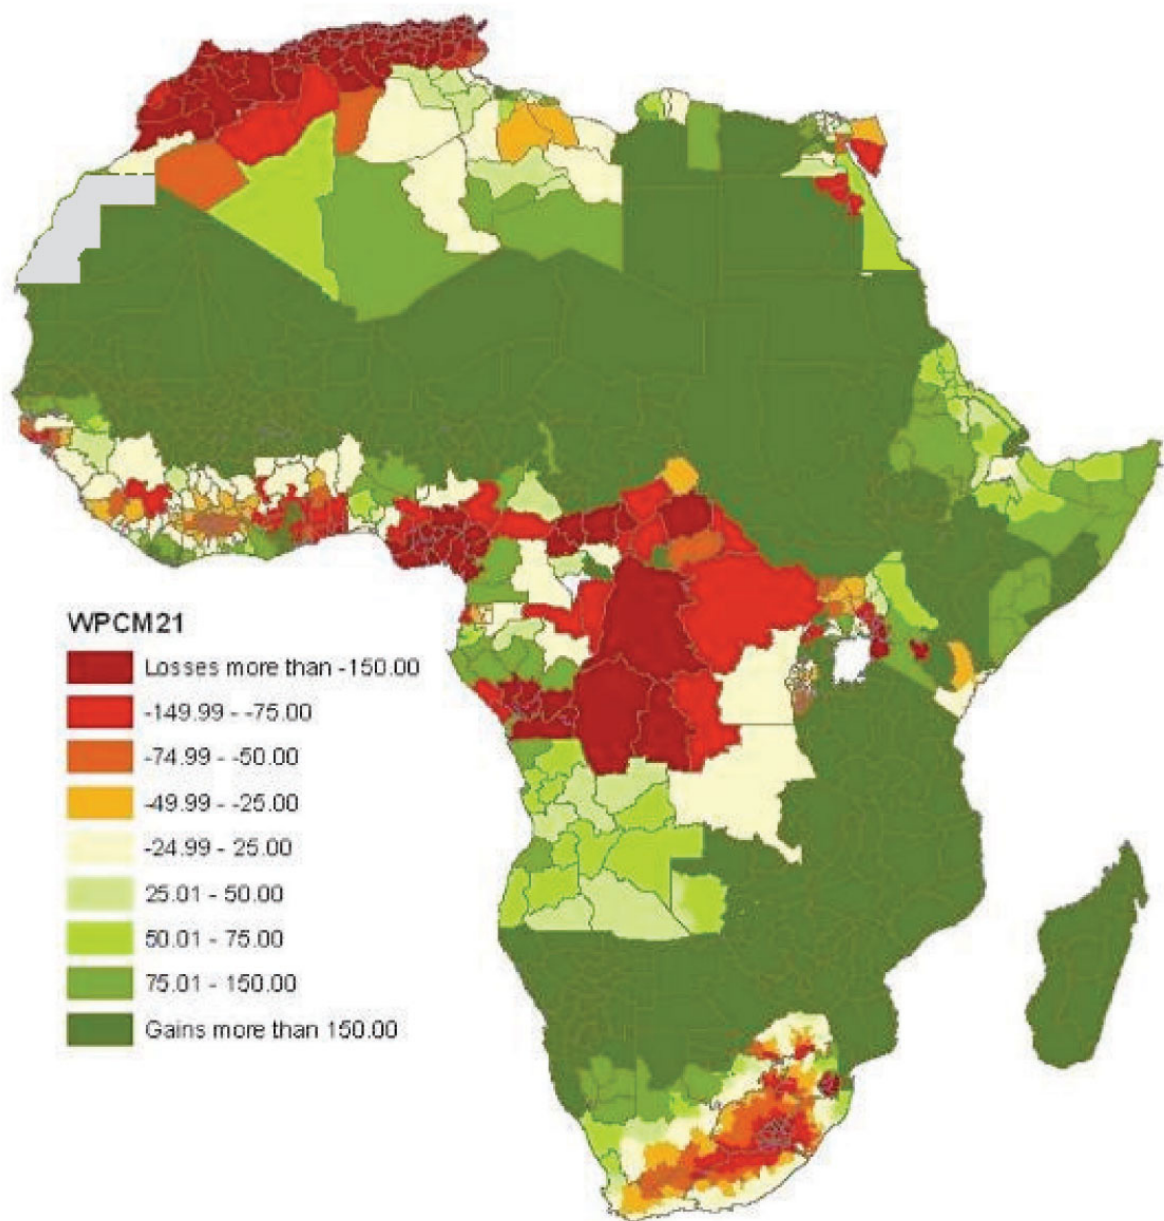 WPCM21
Losses more than -150.00
-149.99 - -75.00
-74.99 - -50.00
-49.99 - -25.00
-24.99 - 25.00
25.01 - 50.00
50.01 - 75.00
75.01 - 150.00
Gains more than 150.00